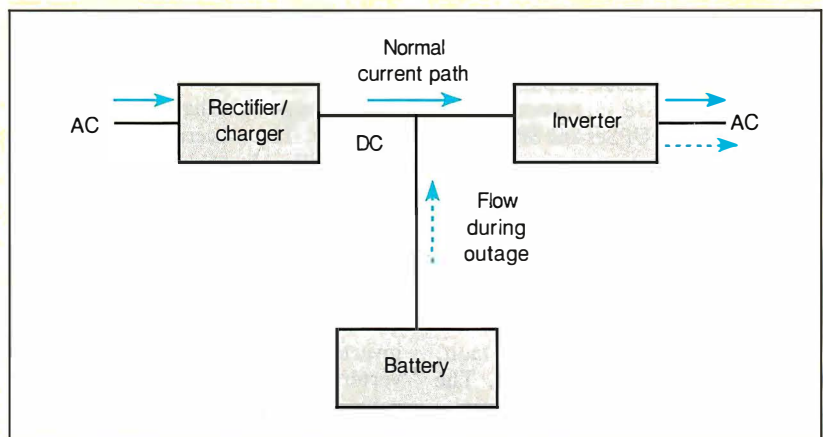 Normal
current path
AC
Rectifier/
charger
DC
Inverter
AC
Flow
during
outage
Battery